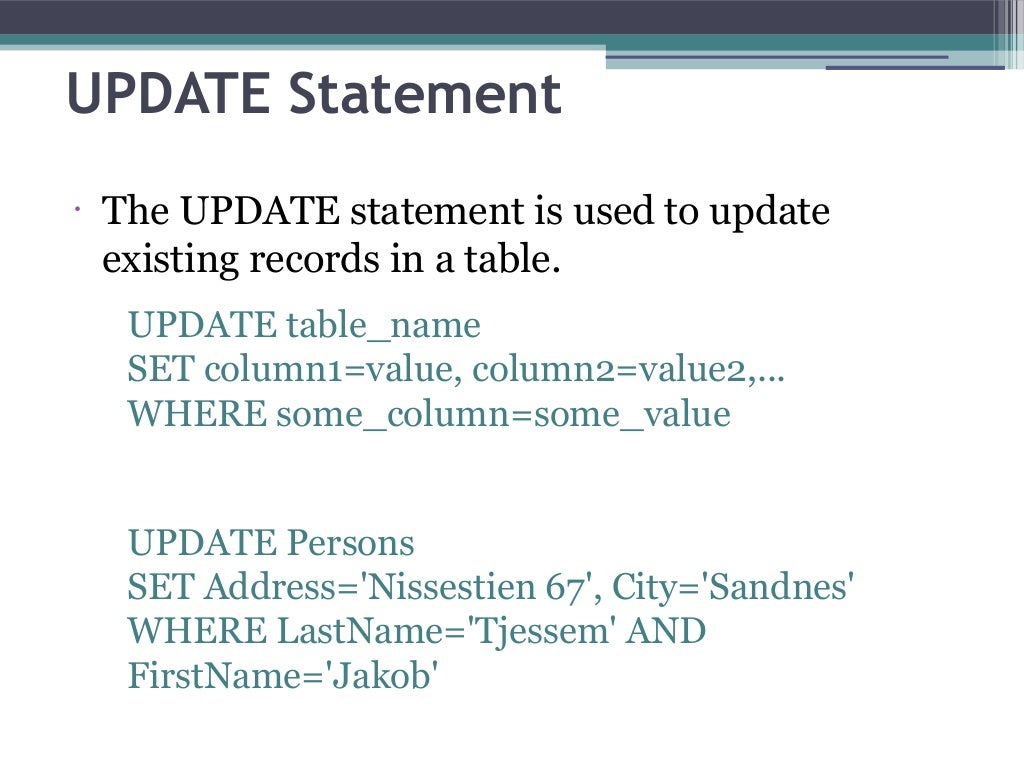 UPDATE Statement
• The UPDATE statement is used to update
existing records in a table.
UPDATE table_name
SET column1=value, column2=value2,...
WHERE some_column=some_value
UPDATE Persons
SET Address='Nissestien 67', City='Sandnes'
WHERE LastName='Tjessem' AND
FirstName='Jakob'